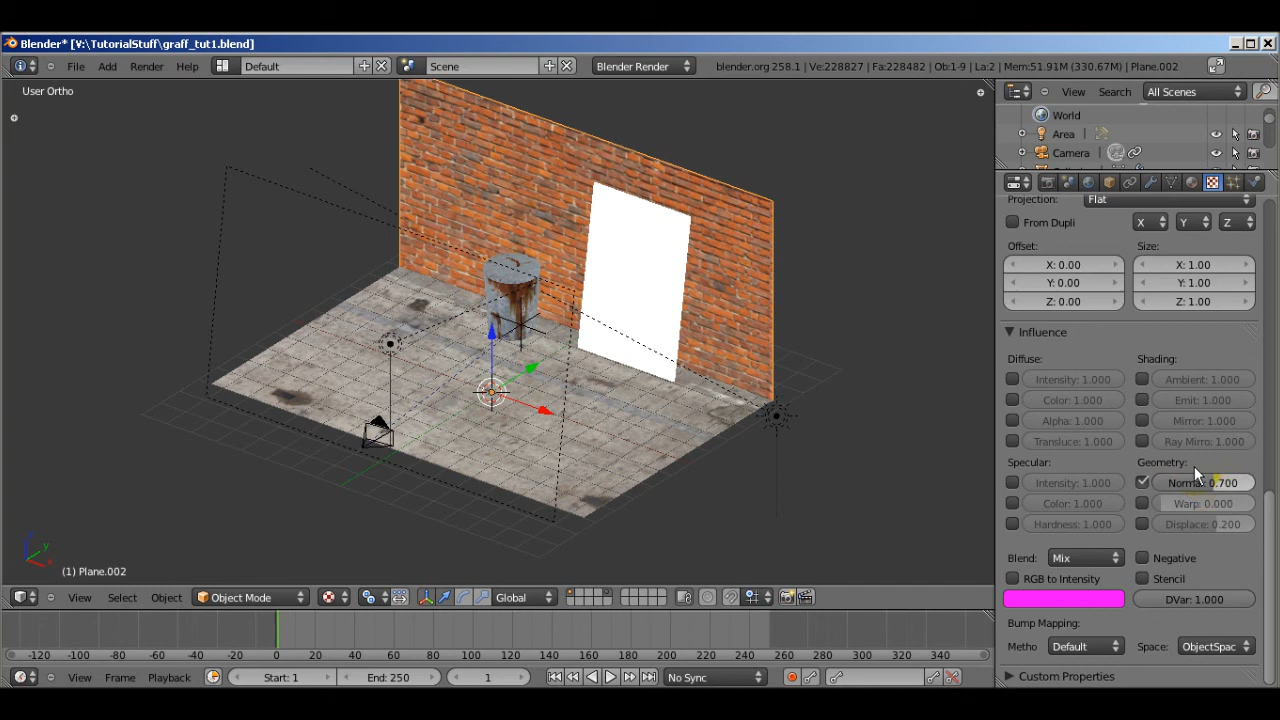 Blender* [V:\TutorialStuff\graff_tut1.blend]
File Add Render Help Default Scene Blender Render blender.org 258.1 | Ve:228827 | Fa:228482 | Ob:1-9 | La:2 | Mem:51.91M (330.67M) | Plane.002
User Ortho
View Search All Scenes
World
Area
Camera
Projection: Flat
From Dupli X Y Z
Offset: Size:
X: 0.00 X: 1.00
Y: 0.00 Y: 1.00
Z: 0.00 Z: 1.00
Influence
Diffuse: Shading:
Intensity: 1.000 Ambient: 1.000
Color: 1.000 Emit: 1.000
Alpha: 1.000 Mirror: 1.000
Transluce: 1.000 Ray Mirro: 1.000
Specular: Geometry:
Intensity: 1.000 Normal: 0.700
Color: 1.000 Warp: 0.000
Hardness: 1.000 Displace: 0.200
Blend: Mix Negative
RGB to Intensity Stencil
DVar: 1.000
Bump Mapping:
Metho Default Space: ObjectSpac
Custom Properties
(1) Plane.002
View Select Object Object Mode Global
-120 -100 -80 -60 -40 -20 0 20 40 60 80 100 120 140 160 180 200 220 240 260 280 300 320 340
View Frame Playback Start: 1 End: 250 1 No Sync